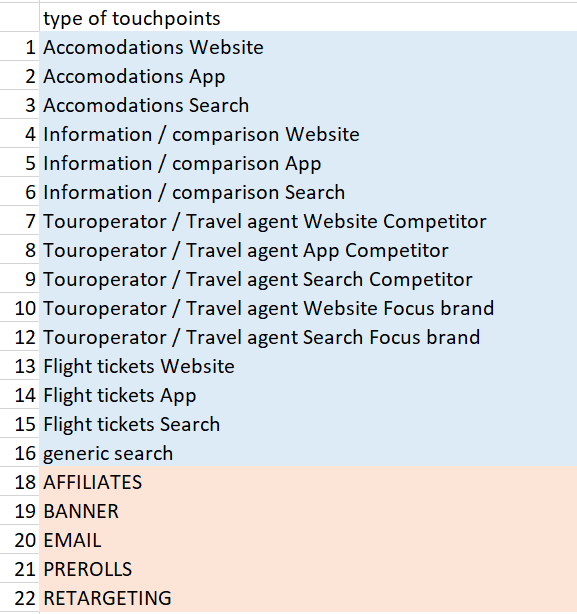 type of touchpoints
1 Accomodations Website
2 Accomodations App
3 Accomodations Search
4 Information / comparison Website
5 Information / comparison App
6 Information / comparison Search
7 Touroperator / Travel agent Website Competitor
8 Touroperator / Travel agent App Competitor
9 Touroperator / Travel agent Search Competitor
10 Touroperator / Travel agent Website Focus brand
12 Touroperator / Travel agent Search Focus brand
13 Flight tickets Website
14 Flight tickets App
15 Flight tickets Search
16 generic search
18 AFFILIATES
19 BANNER
20 EMAIL
21 PREROLLS
22 RETARGETING